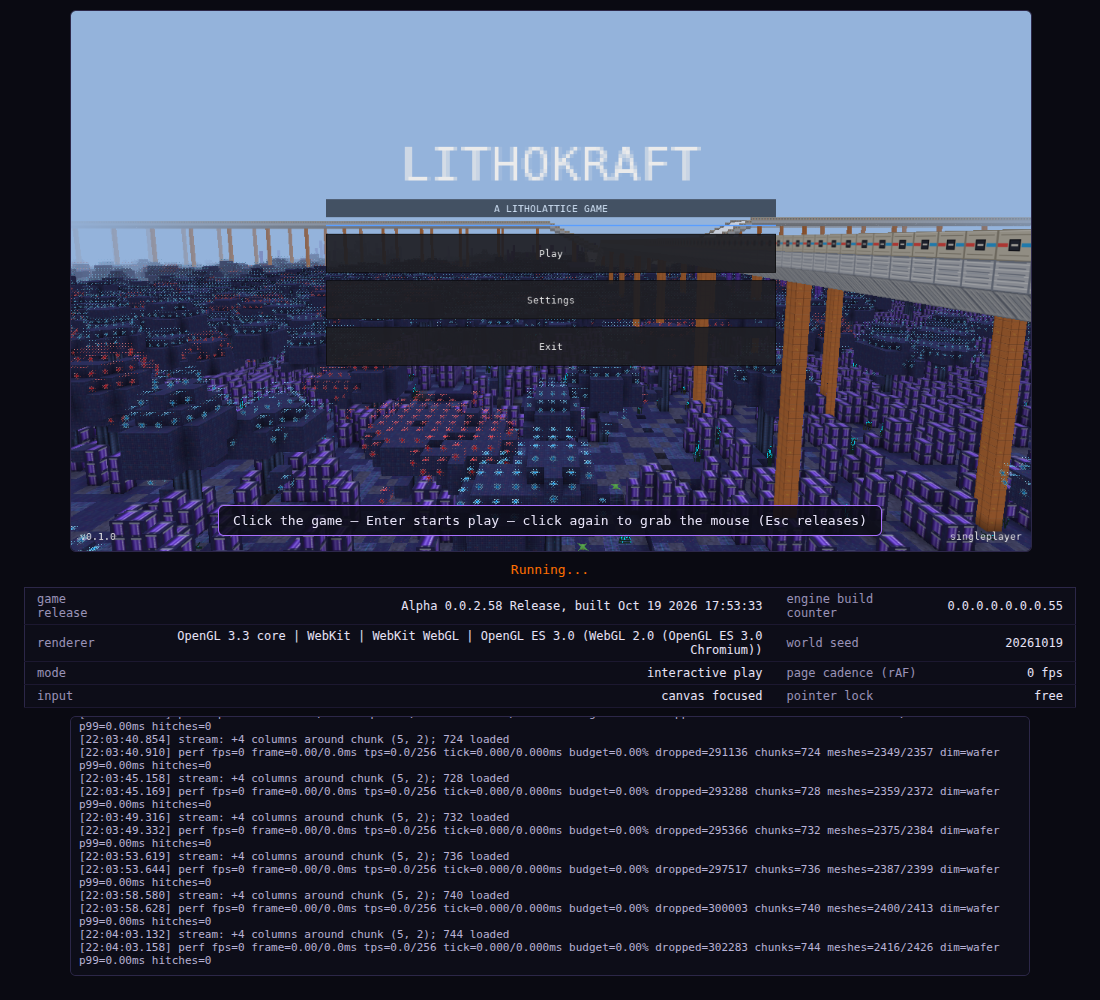 LITHOKRAFT
A LITHOLATTICE GAME
Play
Settings
Exit
Click the game — Enter starts play — click again to grab the mouse (Esc releases)
v0.1.0
singleplayer
Running...
game release
Alpha 0.0.2.58 Release, built Oct 19 2026 17:53:33
engine build counter
0.0.0.0.0.0.0.55
renderer
OpenGL 3.3 core | WebKit | WebKit WebGL | OpenGL ES 3.0 (WebGL 2.0 (OpenGL ES 3.0
Chromium))
world seed
20261019
mode
interactive play
page cadence (rAF)
0 fps
input
canvas focused
pointer lock
free
p99=0.00ms hitches=0
[22:03:40.854] stream: +4 columns around chunk (5, 2); 724 loaded
[22:03:40.910] perf fps=0 frame=0.00/0.0ms tps=0.0/256 tick=0.000/0.000ms budget=0.00% dropped=291136 chunks=724 meshes=2349/2357 dim=wafer
p99=0.00ms hitches=0
[22:03:45.158] stream: +4 columns around chunk (5, 2); 728 loaded
[22:03:45.169] perf fps=0 frame=0.00/0.0ms tps=0.0/256 tick=0.000/0.000ms budget=0.00% dropped=293288 chunks=728 meshes=2359/2372 dim=wafer
p99=0.00ms hitches=0
[22:03:49.316] stream: +4 columns around chunk (5, 2); 732 loaded
[22:03:49.332] perf fps=0 frame=0.00/0.0ms tps=0.0/256 tick=0.000/0.000ms budget=0.00% dropped=295366 chunks=732 meshes=2375/2384 dim=wafer
p99=0.00ms hitches=0
[22:03:53.619] stream: +4 columns around chunk (5, 2); 736 loaded
[22:03:53.644] perf fps=0 frame=0.00/0.0ms tps=0.0/256 tick=0.000/0.000ms budget=0.00% dropped=297517 chunks=736 meshes=2387/2399 dim=wafer
p99=0.00ms hitches=0
[22:03:58.580] stream: +4 columns around chunk (5, 2); 740 loaded
[22:03:58.628] perf fps=0 frame=0.00/0.0ms tps=0.0/256 tick=0.000/0.000ms budget=0.00% dropped=300003 chunks=740 meshes=2400/2413 dim=wafer
p99=0.00ms hitches=0
[22:04:03.132] stream: +4 columns around chunk (5, 2); 744 loaded
[22:04:03.158] perf fps=0 frame=0.00/0.0ms tps=0.0/256 tick=0.000/0.000ms budget=0.00% dropped=302283 chunks=744 meshes=2416/2426 dim=wafer
p99=0.00ms hitches=0